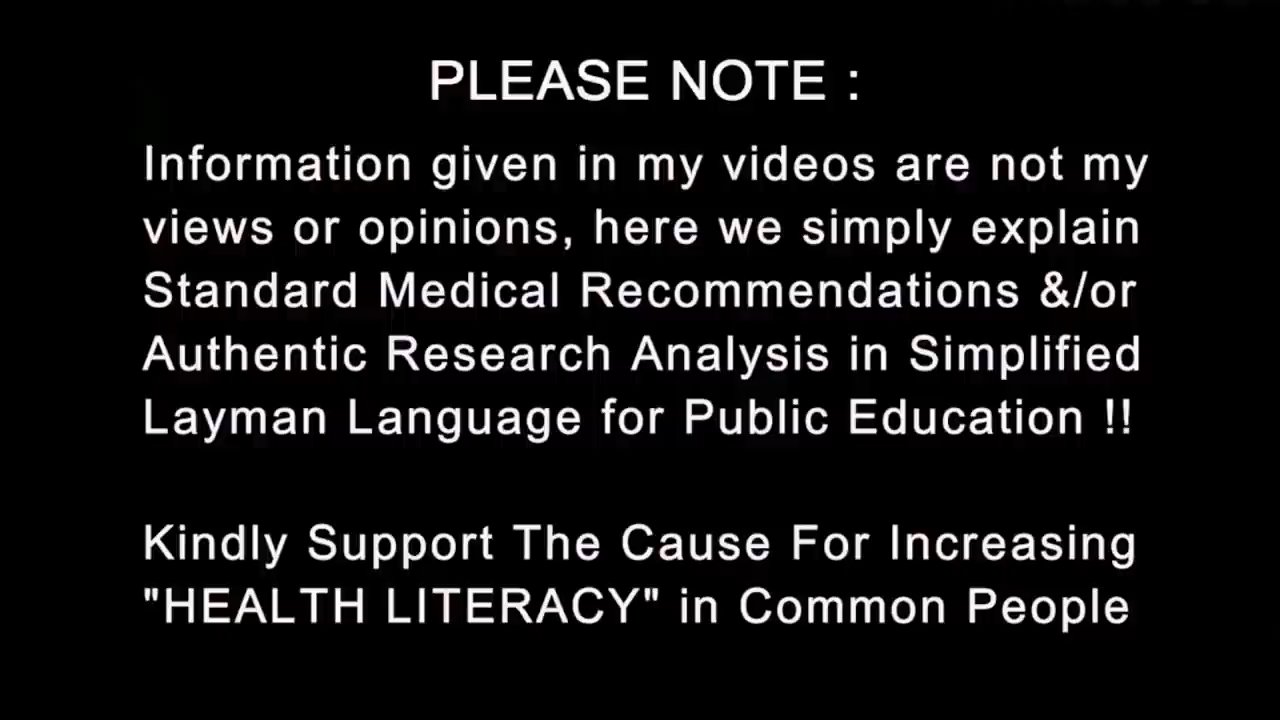 PLEASE NOTE :
Information given in my videos are not my
views or opinions, here we simply explain
Standard Medical Recommendations &/or
Authentic Research Analysis in Simplified
Layman Language for Public Education !!
Kindly Support The Cause For Increasing
"HEALTH LITERACY" in Common People